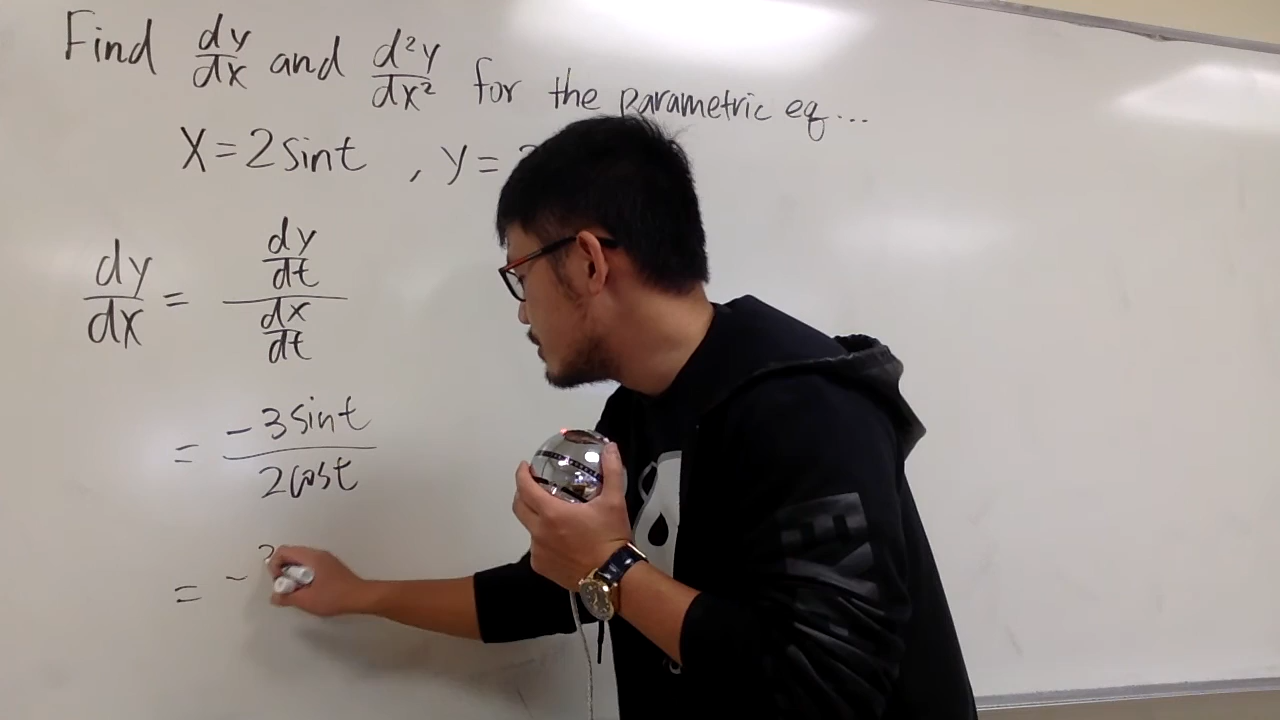 Find dy/dx and d²y/dx² for the parametric eq...
x=2sint , y=
dy/dx = (dy/dt)/(dx/dt)
= -3sint/2cost
= -